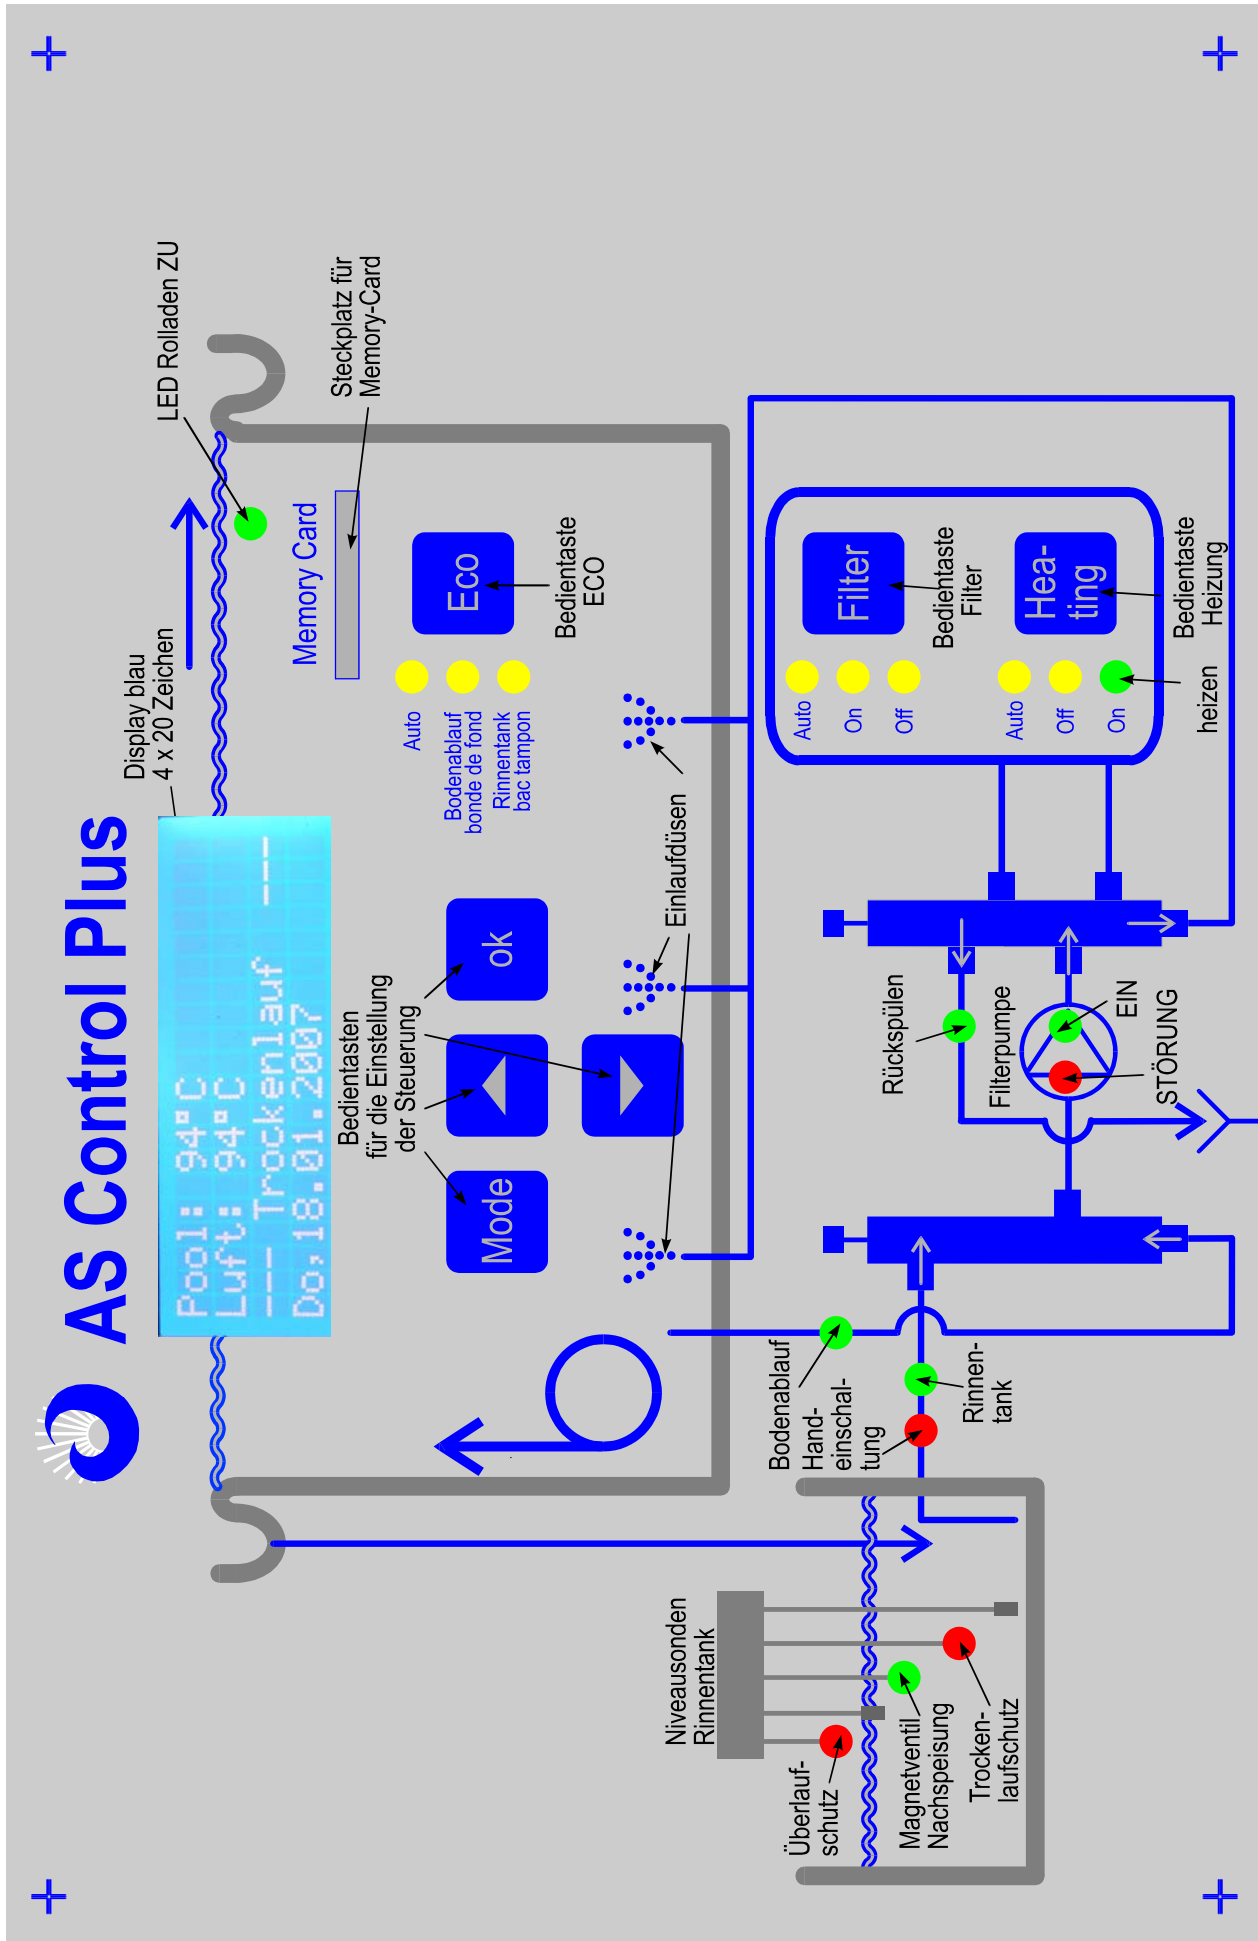 AS Control Plus
Display blau
4 x 20 Zeichen
LED Rolladen ZU
Pool: 94°C
Luft: 94°C
--- Trockenlauf ---
Do,18.01.2007
Memory Card
Steckplatz für
Memory-Card
Bedientasten
für die Einstellung
der Steuerung
Mode
ok
Auto
Bodenablauf
bonde de fond
Rinnentank
bac tampon
Eco
Bedientaste
ECO
Einlaufdüsen
Niveausonden
Rinnentank
Überlauf-
schutz
Magnetventil
Nachspeisung
Trocken-
laufschutz
Bodenablauf
Hand-
einschal-
tung
Rinnen-
tank
Rückspülen
Filterpumpe
EIN
STÖRUNG
Auto
On
Off
Filter
Bedientaste
Filter
Auto
Off
On
Hea-
ting
Bedientaste
Heizung
heizen